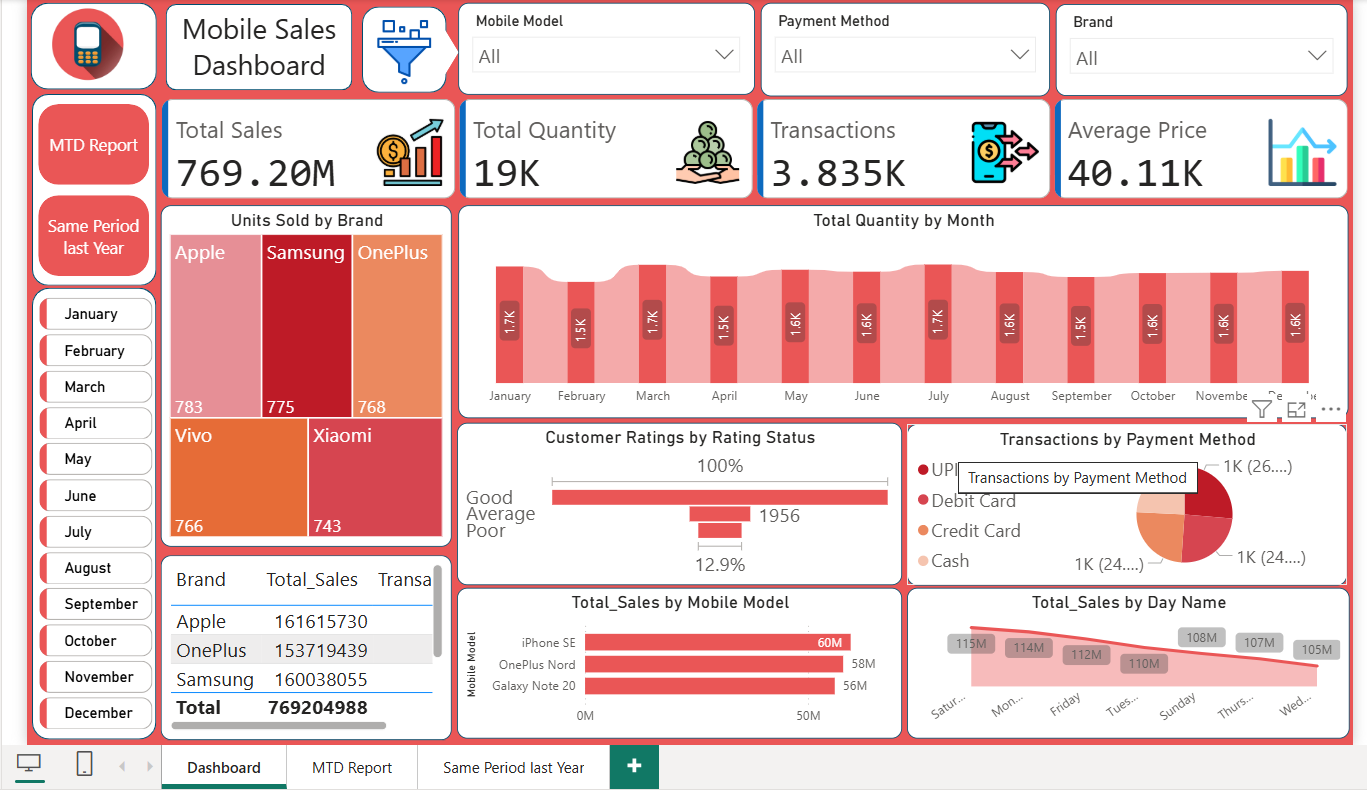 Mobile Sales
Dashboard
Mobile Model
All
Payment Method
All
Brand
All
MTD Report
Same Period
last Year
Total Sales
769.20M
Total Quantity
19K
Transactions
3.835K
Average Price
40.11K
January
February
March
April
May
June
July
August
September
October
November
December
Units Sold by Brand
Apple
783
Samsung
775
OnePlus
768
Vivo
766
Xiaomi
743
Total Quantity by Month
1.7K
1.5K
1.7K
1.5K
1.6K
1.6K
1.7K
1.6K
1.5K
1.6K
1.6K
1.6K
January
February
March
April
May
June
July
August
September
October
Novembe
Customer Ratings by Rating Status
100%
Good
Average
Poor
1956
12.9%
Transactions by Payment Method
UPI
Debit Card
Credit Card
Cash
Transactions by Payment Method
1K (26....)
1K (24....)
1K (24....)
Brand Total_Sales Transa
Apple 161615730
OnePlus 153719439
Samsung 160038055
Total 769204988
Total_Sales by Mobile Model
Mobile Model
iPhone SE 60M
OnePlus Nord 58M
Galaxy Note 20 56M
0M 50M
Total_Sales by Day Name
115M
114M
112M
110M
108M
107M
105M
Satur...
Mon...
Friday
Tues...
Sunday
Thurs...
Wed...
Dashboard
MTD Report
Same Period last Year